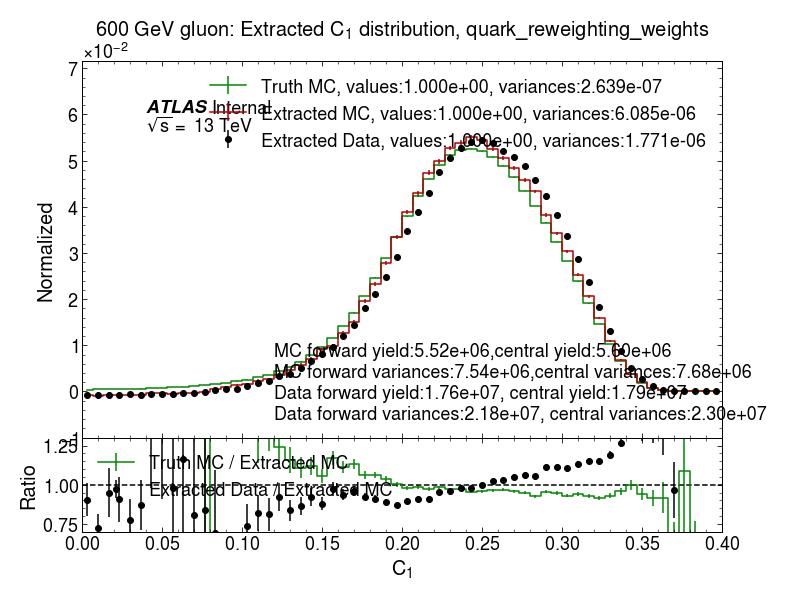 600 GeV gluon: Extracted C₁ distribution, quark_reweighting_weights
×10⁻²
Truth MC, values:1.000e+00, variances:2.639e-07
ATLAS Internal
Extracted MC, values:1.000e+00, variances:6.085e-06
√s = 13 TeV
Extracted Data, values:1.000e+00, variances:1.771e-06
7
6
5
4
3
2
1
0
-1
Normalized
MC forward yield:5.52e+06,central yield:5.60e+06
MC forward variances:7.54e+06,central variances:7.68e+06
Data forward yield:1.76e+07, central yield:1.79e+07
Data forward variances:2.18e+07, central variances:2.30e+07
1.25
1.00
0.75
Ratio
Truth MC / Extracted MC
Extracted Data / Extracted MC
0.00 0.05 0.10 0.15 0.20 0.25 0.30 0.35 0.40
C₁